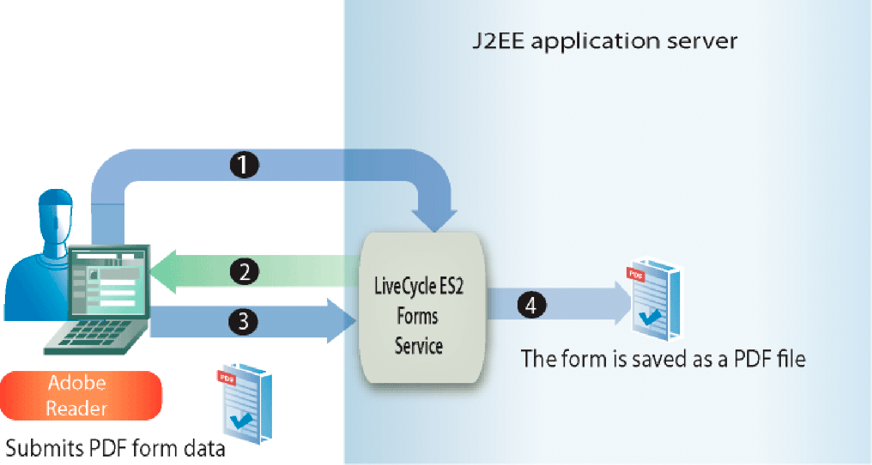 J2EE application server
1
2
3
LiveCycle ES2
Forms
Service
4
PDF
The form is saved as a PDF file
Adobe
Reader
PDF
Submits PDF form data